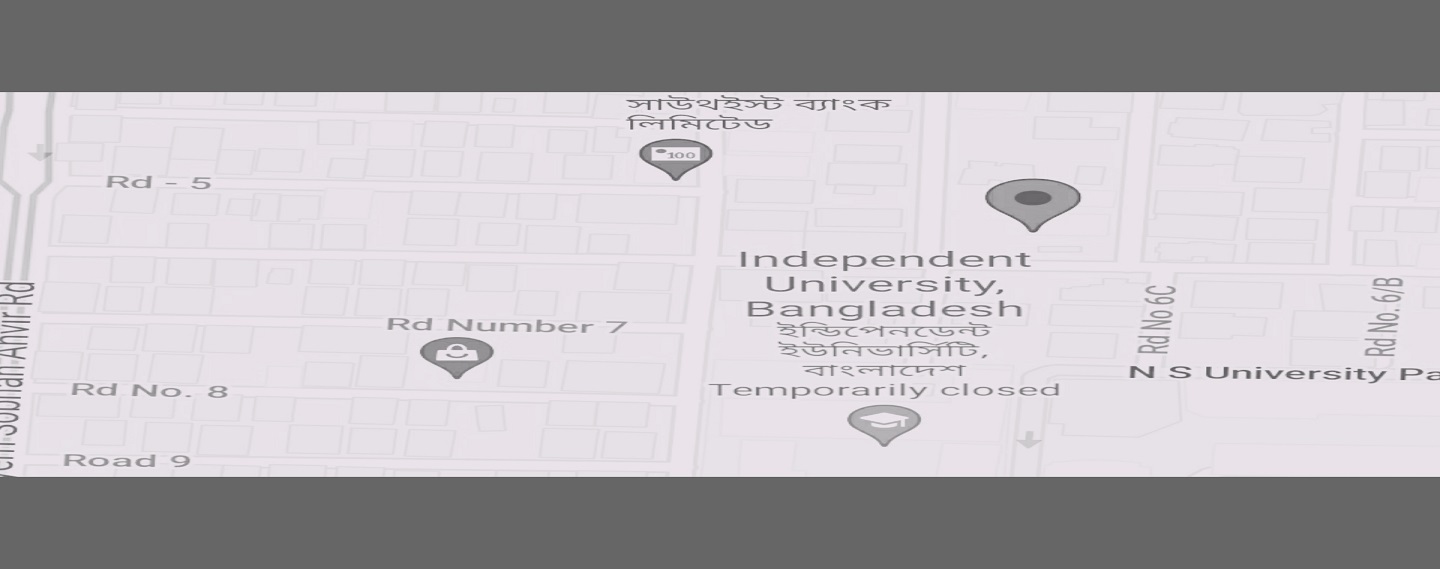 সাউথইস্ট ব্যাংক
লিমিটেড
100
Rd - 5
Independent
University,
Bangladesh
ইন্ডিপেনডেন্ট
ইউনিভার্সিটি,
বাংলাদেশ
Temporarily closed
Rd Number 7
Rd No. 8
Road 9
Rd No 6C
Rd No. 6/B
N S University Pa
Sobhan Anvir Rd